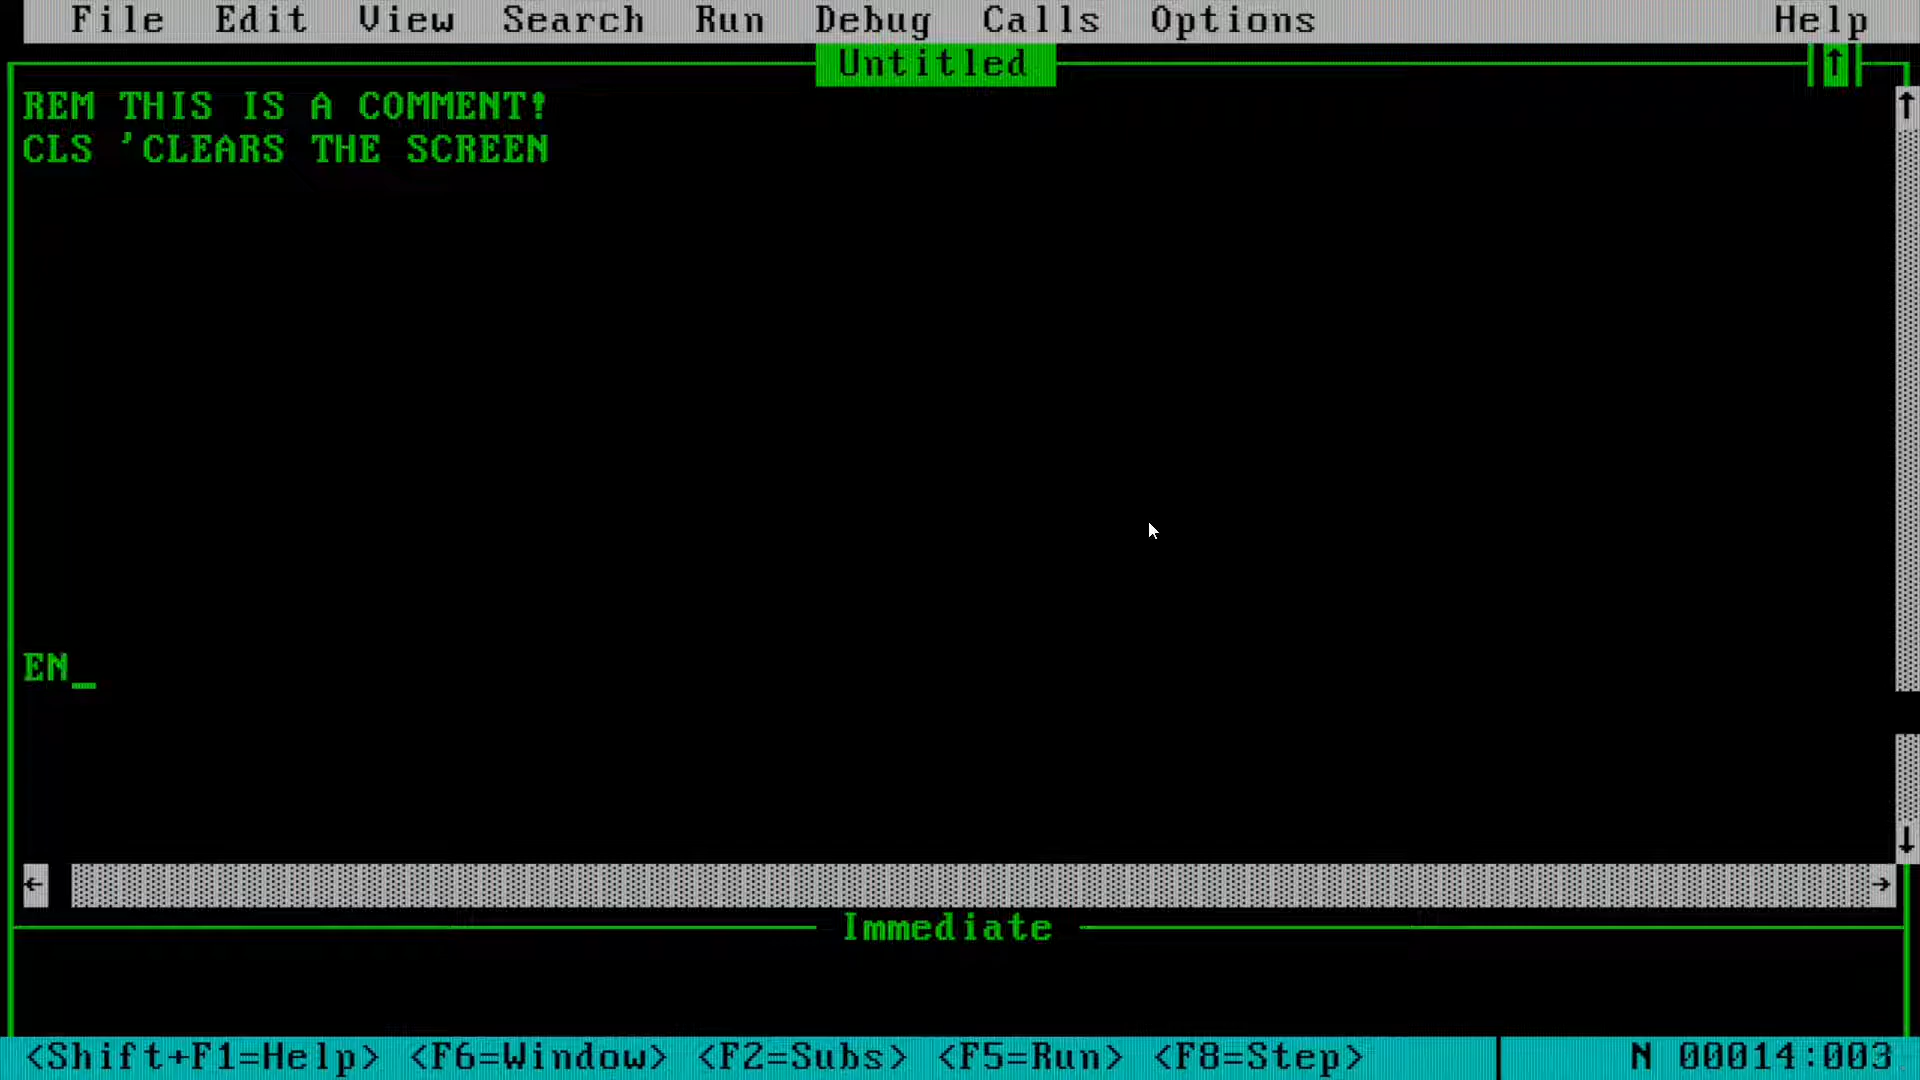 File Edit View Search Run Debug Calls Options Help
Untitled
REM THIS IS A COMMENT!
CLS 'CLEARS THE SCREEN
EN_
Immediate
<Shift+F1=Help> <F6=Window> <F2=Subs> <F5=Run> <F8=Step> N 00014:003